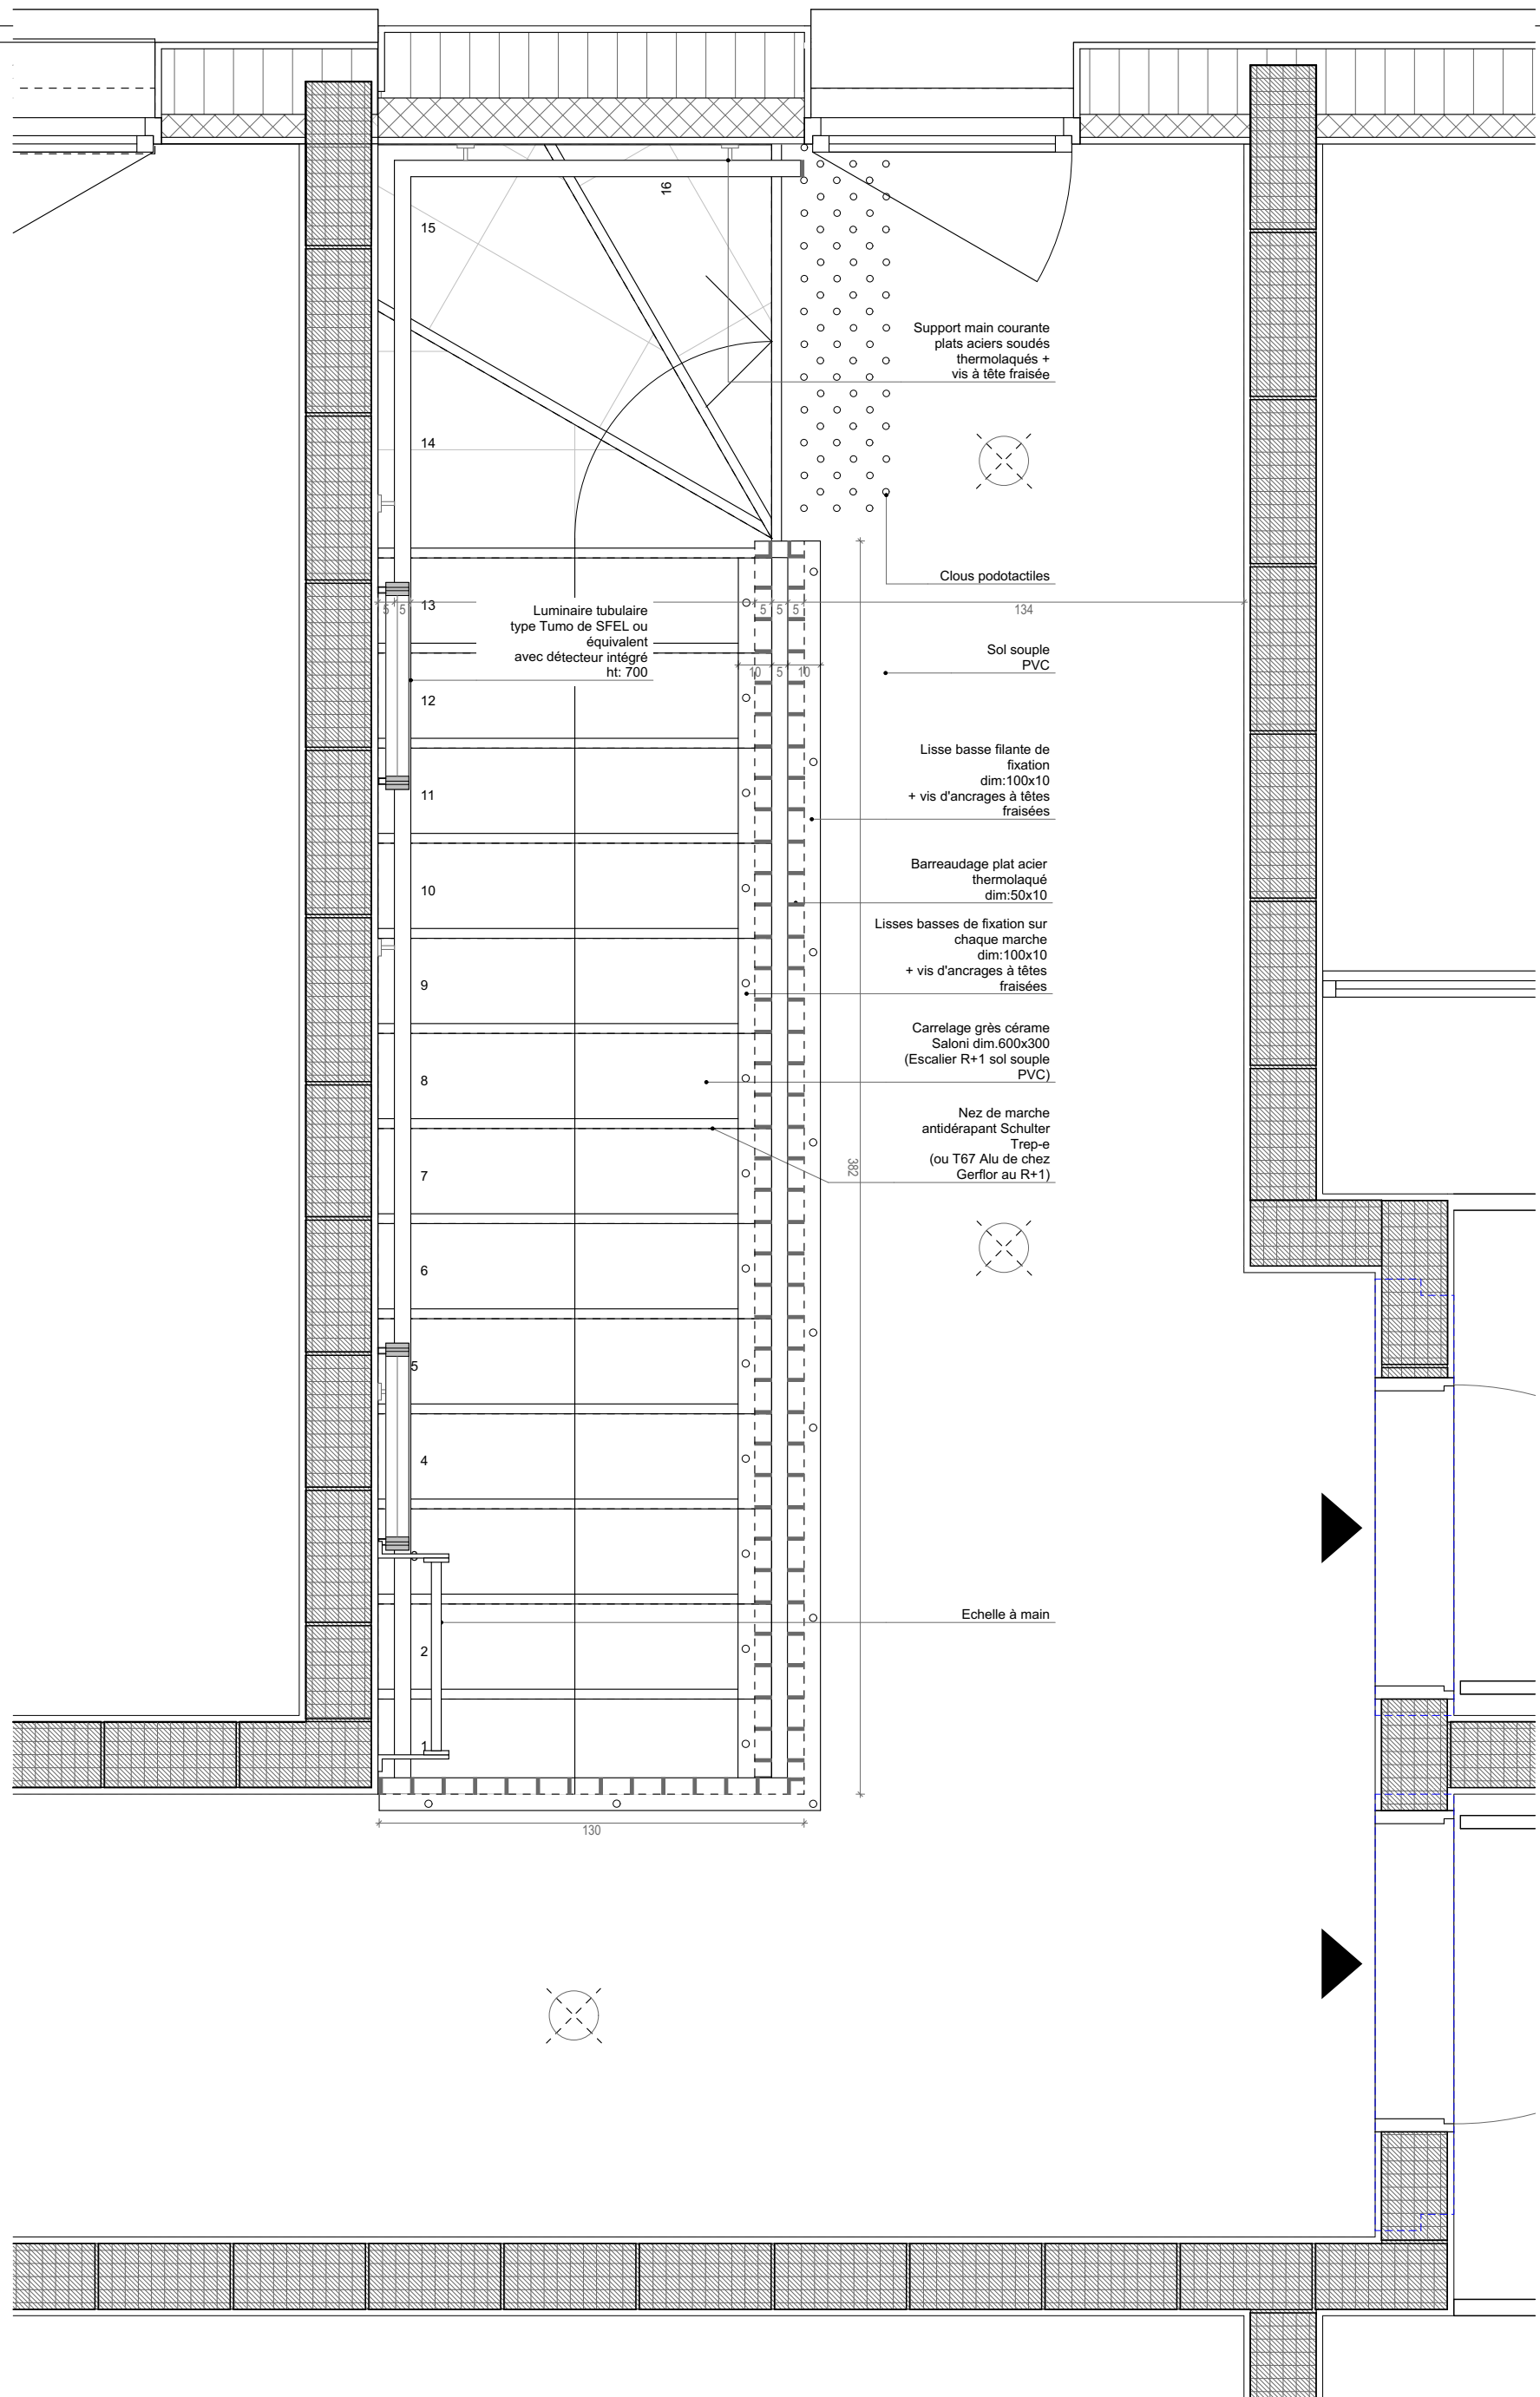 16
15
Support main courante
plats aciers soudés
thermolaqués +
vis à tête fraisée
14
Clous podotactiles
13
5
5
Luminaire tubulaire
type Tumo de SFEL ou
équivalent
avec détecteur intégré
ht: 700
5
5
5
134
Sol souple
PVC
10
5
10
12
Lisse basse filante de
fixation
dim:100x10
+ vis d'ancrages à têtes
fraisées
11
Barreaudage plat acier
thermolaqué
dim:50x10
10
Lisses basses de fixation sur
chaque marche
dim:100x10
+ vis d'ancrages à têtes
fraisées
9
Carrelage grès cérame
Saloni dim.600x300
(Escalier R+1 sol souple
PVC)
8
Nez de marche
antidérapant Schulter
Trep-e
(ou T67 Alu de chez
Gerflor au R+1)
382
7
6
5
4
3
Echelle à main
2
1
130